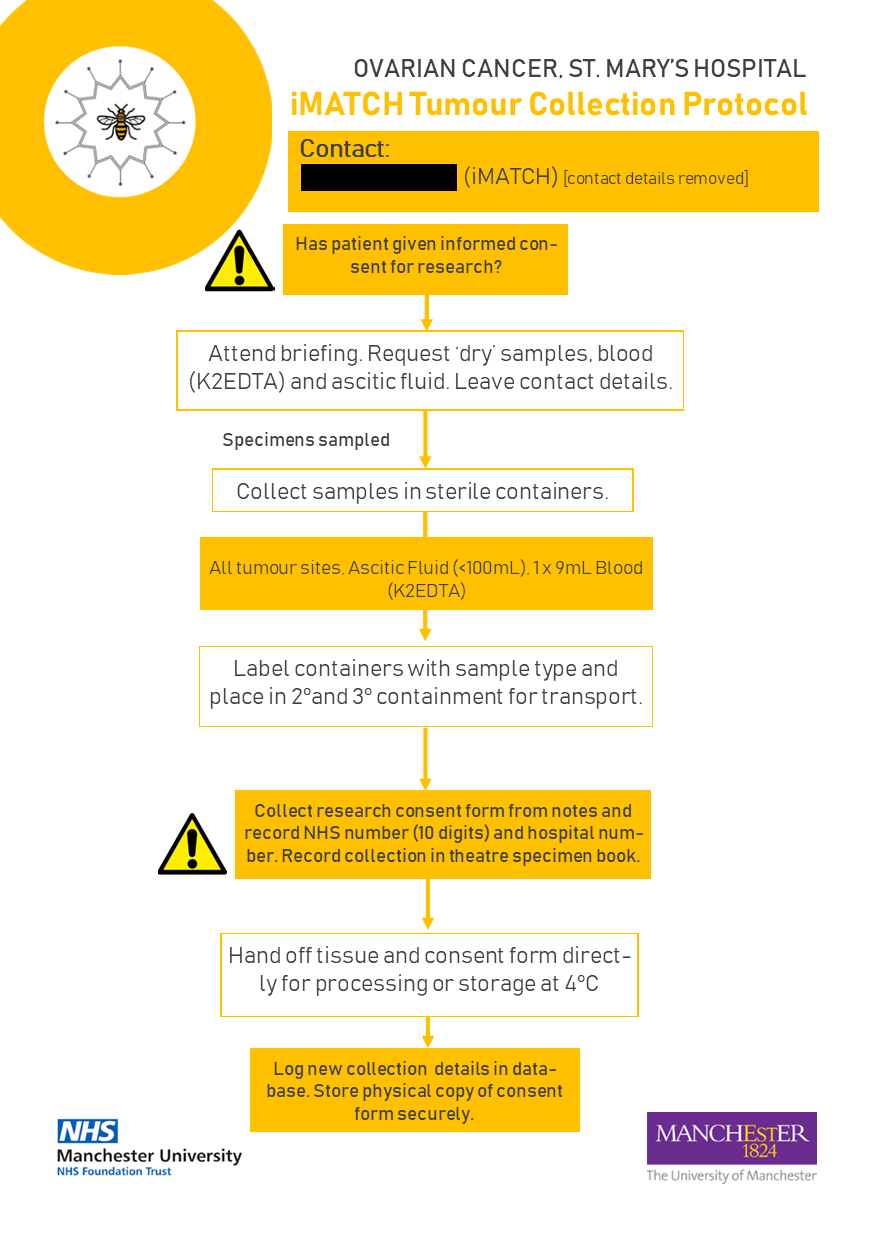 OVARIAN CANCER, ST. MARY'S HOSPITAL
iMATCH Tumour Collection Protocol
Contact:
(iMATCH) [contact details removed]
Has patient given informed con-
sent for research?
Attend briefing. Request ‘dry’ samples, blood
(K2EDTA) and ascitic fluid. Leave contact details.
Specimens sampled
Collect samples in sterile containers.
All tumour sites, Ascitic Fluid (<100mL), 1 x 9mL Blood
(K2EDTA)
Label containers with sample type and
place in 2°and 3° containment for transport.
Collect research consent form from notes and
record NHS number (10 digits) and hospital num-
ber. Record collection in theatre specimen book.
Hand off tissue and consent form direct-
ly for processing or storage at 4°C
Log new collection details in data-
base. Store physical copy of consent
form securely.
NHS
Manchester University
NHS Foundation Trust
MANCHESTER
1824
The University of Manchester